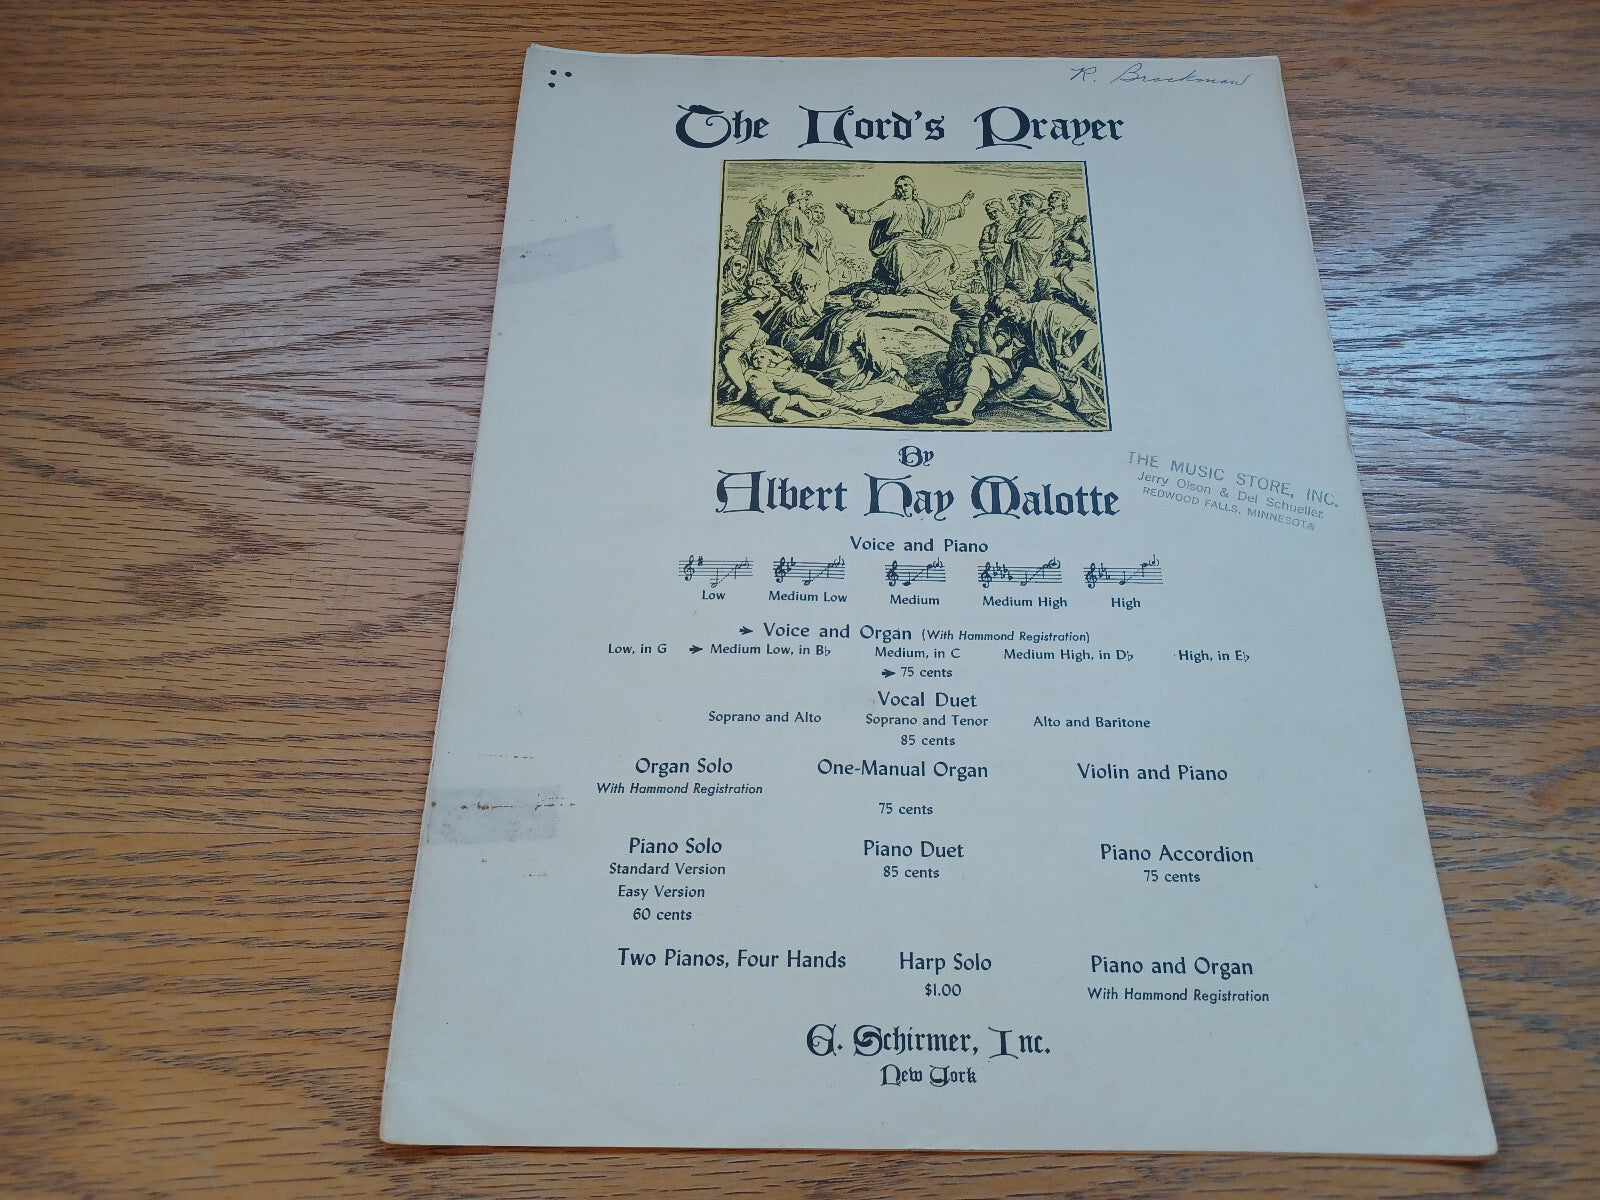 R. Brockman
The Lord's Prayer
By
Albert Hay Malotte
THE MUSIC STORE, INC.
Jerry Olson & Del Schueller
REDWOOD FALLS, MINNESOTA
Voice and Piano
Low Medium Low Medium Medium High High
Voice and Organ (With Hammond Registration)
Low, in G Medium Low, in B♭ Medium, in C Medium High, in D♭ High, in E♭
75 cents
Vocal Duet
Soprano and Alto Soprano and Tenor Alto and Baritone
85 cents
Organ Solo One-Manual Organ Violin and Piano
With Hammond Registration
75 cents
Piano Solo Piano Duet Piano Accordion
Standard Version 85 cents 75 cents
Easy Version
60 cents
Two Pianos, Four Hands Harp Solo Piano and Organ
$1.00 With Hammond Registration
G. Schirmer, Inc.
New York